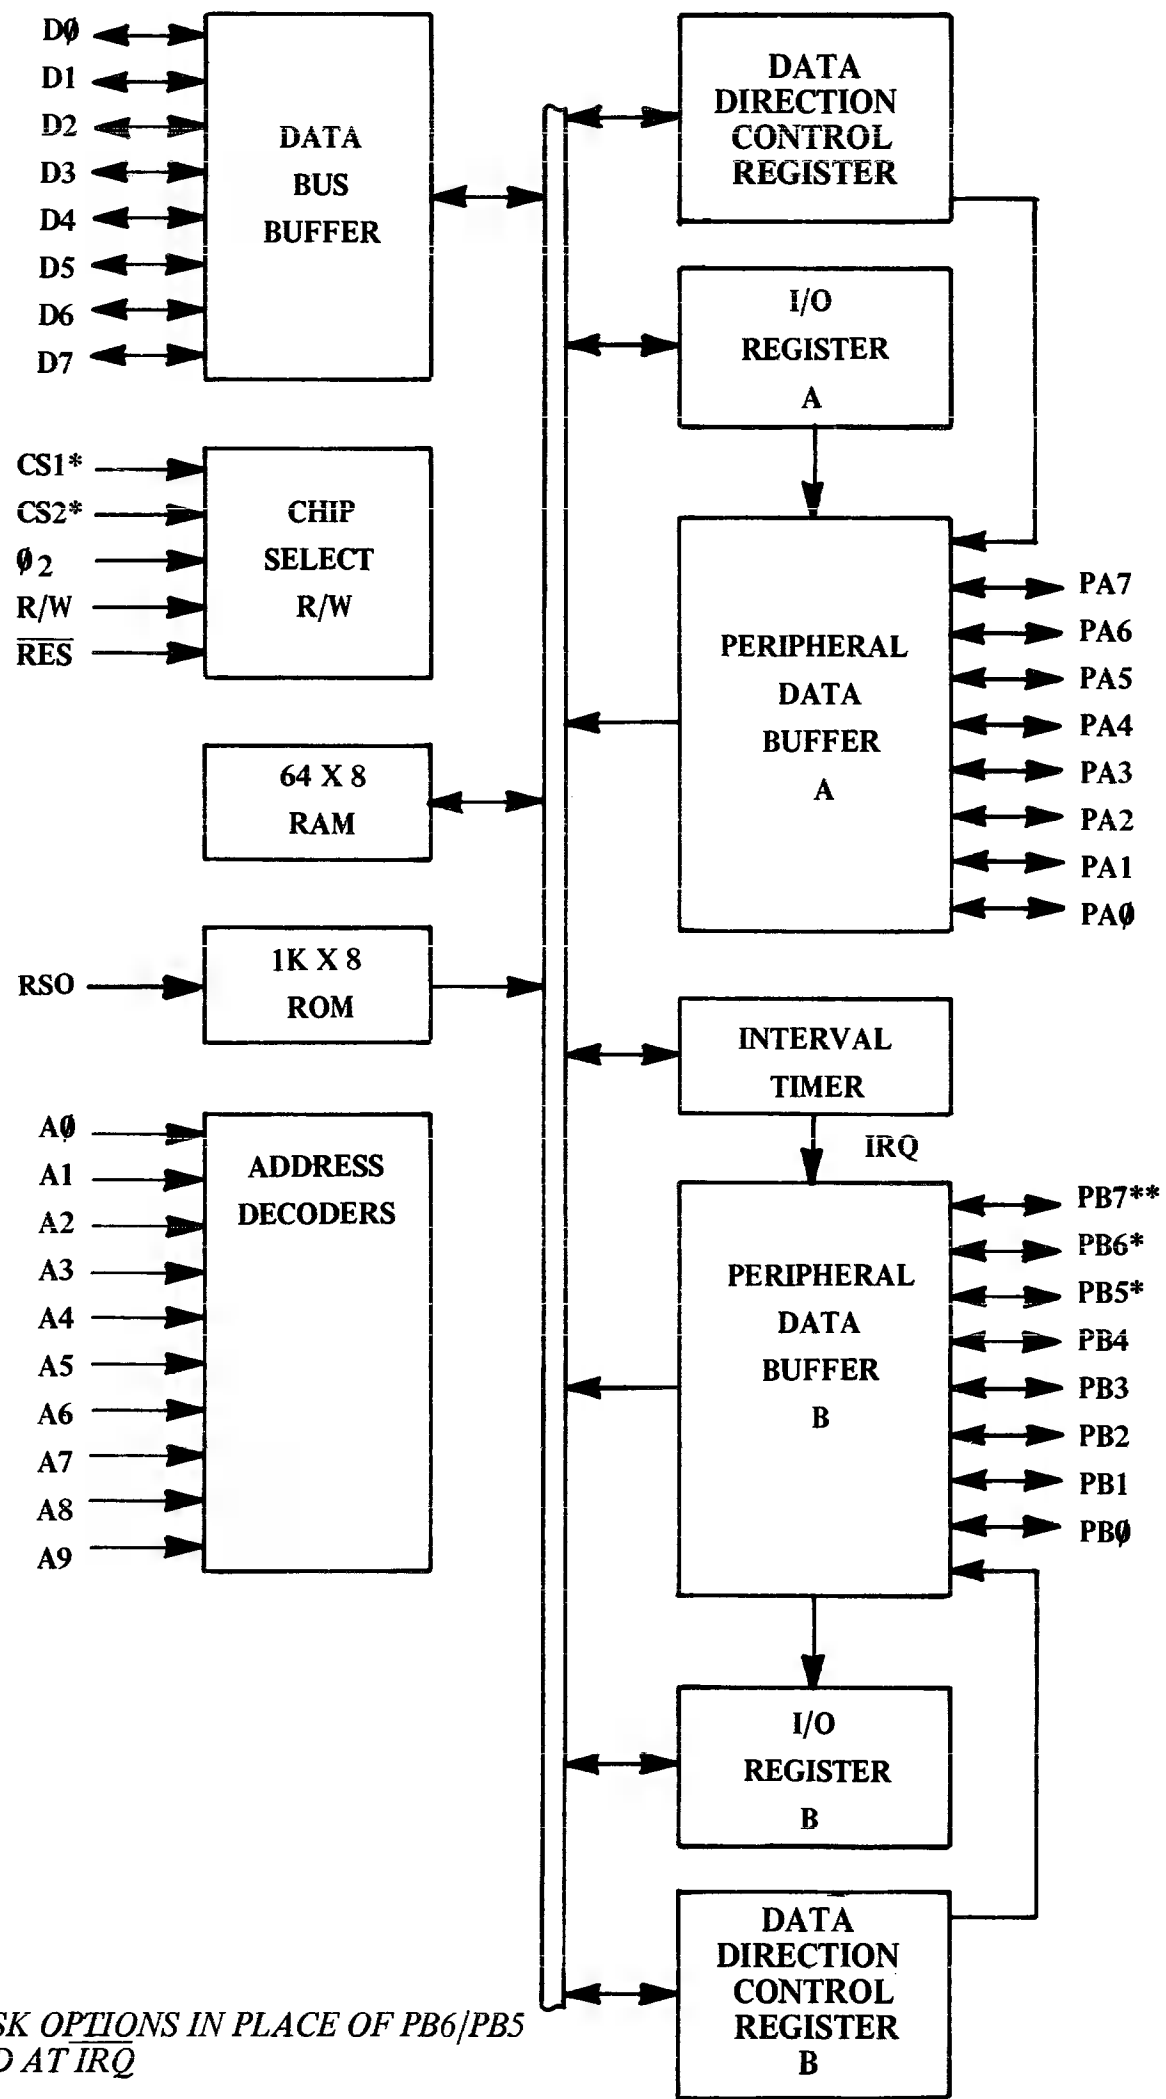 DØ
D1
D2
D3
D4
D5
D6
D7
DATA
BUS
BUFFER
CS1*
CS2*
Ø2
R/W
RES
CHIP
SELECT
R/W
64 X 8
RAM
RSO
1K X 8
ROM
AØ
A1
A2
A3
A4
A5
A6
A7
A8
A9
ADDRESS
DECODERS
DATA
DIRECTION
CONTROL
REGISTER
I/O
REGISTER
A
PERIPHERAL
DATA
BUFFER
A
PA7
PA6
PA5
PA4
PA3
PA2
PA1
PAØ
INTERVAL
TIMER
IRQ
PERIPHERAL
DATA
BUFFER
B
PB7**
PB6*
PB5*
PB4
PB3
PB2
PB1
PBØ
I/O
REGISTER
B
DATA
DIRECTION
CONTROL
REGISTER
B
OPTIONS IN PLACE OF PB6/PB5
AT IRQ